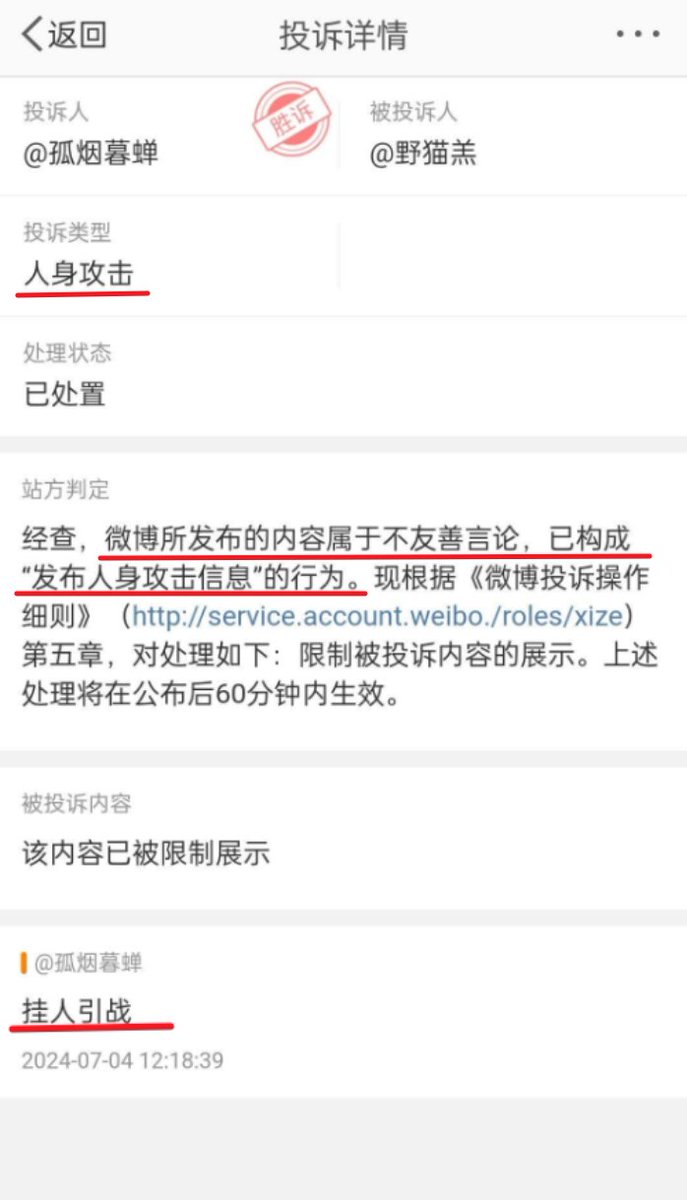 返回
投诉详情
投诉人
胜诉
被投诉人
@孤烟暮蝉
@野猫羔
投诉类型
人身攻击
处理状态
已处置
站方判定
经查，微博所发布的内容属于不友善言论，已构成
“发布人身攻击信息”的行为。现根据《微博投诉操作
细则》（http://service.account.weibo./roles/xize）
第五章，对处理如下：限制被投诉内容的展示。上述
处理将在公布后60分钟内生效。
被投诉内容
该内容已被限制展示
@孤烟暮蝉
挂人引战
2024-07-04 12:18:39